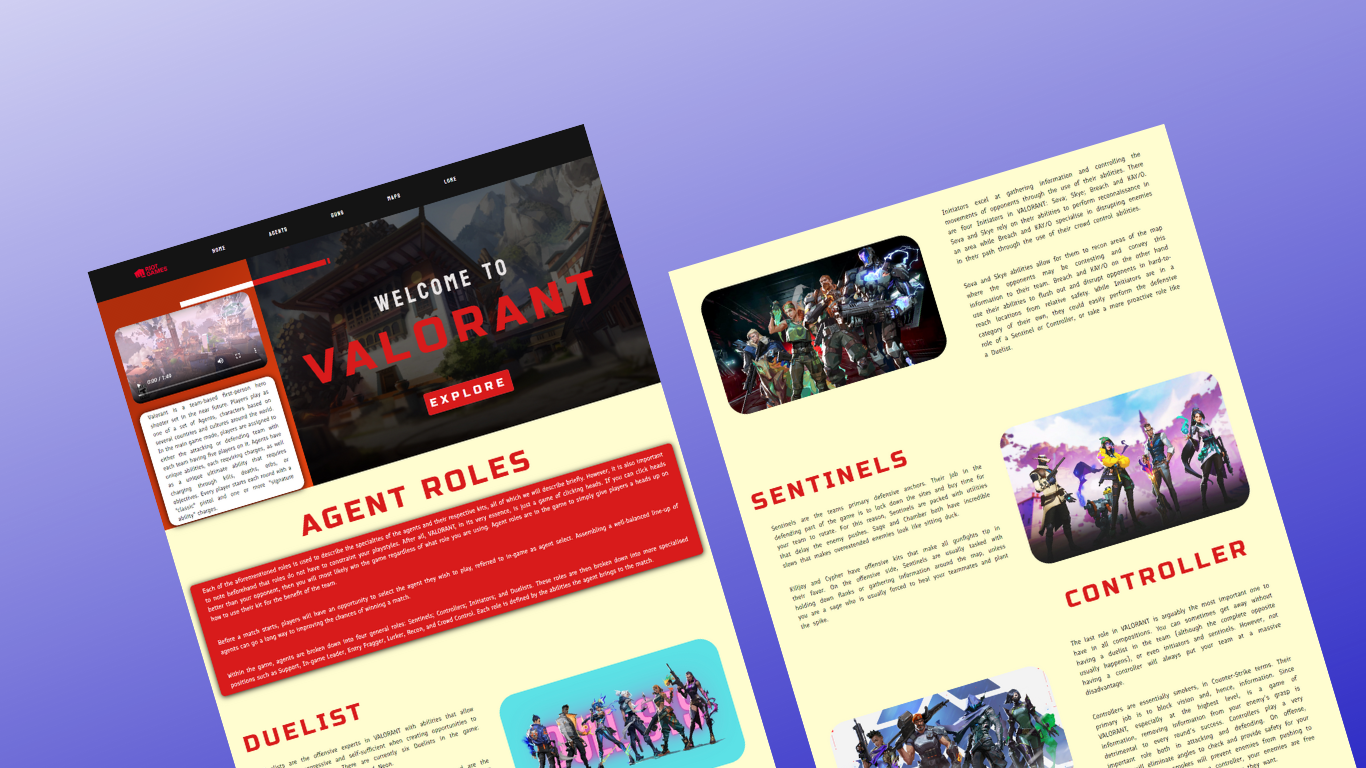 RIOT
GAMES
HOME
AGENTS
GUNS
MAPS
LORE
WELCOME TO
VALORANT
EXPLORE
0:00 / 1:49
Valorant is a team-based first-person hero
shooter set in the near future. Players play as
one of a set of Agents, characters based on
several countries and cultures around the world.
In the main game mode, players are assigned to
either the attacking or defending team with
each team having five players on it. Agents have
unique abilities, each requiring charges, as well
as a unique ultimate ability that requires
charging through kills, deaths, orbs, or
objectives. Every player starts each round with a
"classic" pistol and one or more "signature
ability" charges.
AGENT ROLES
Each of the aforementioned roles is used to describe the specialties of the agents and their respective kits, all of which we will describe briefly. However, it is also important
to note beforehand that roles do not have to constraint your playstyles. After all, VALORANT, in its very essence, is just a game of clicking heads. If you can click heads
better than your opponent, then you will most likely win the game regardless of what role you are using. Agent roles are in the game to simply give players a heads up on
how to use their kit for the benefit of the team.
Before a match starts, players will have an opportunity to select the agent they wish to play, referred to in-game as agent select. Assembling a well-balanced line-up of
agents can go a long way to improving the chances of winning a match.
Within the game, agents are broken down into four general roles: Sentinels; Controllers; Initiators; and Duelists. These roles are then broken down into more specialised
positions such as Support, In-game Leader, Entry Fragger, Lurker, Recon, and Crowd Control. Each role is defined by the abilities the agent brings to the match.
DUELIST
lists are the offensive experts in VALORANT with abilities that allow
gressive and self-sufficient when creating opportunities to
There are currently six Duelists in the game:
Neon.
ed are the
Initiators excel at gathering information and controlling the
movements of opponents through the use of their abilities. There
are four Initiators in VALORANT: Sova; Skye; Breach and KAY/O.
Sova and Skye rely on their abilities to perform reconnaissance in
an area while Breach and KAY/O specialise in disrupting enemies
in their path through the use of their crowd control abilities.
Sova and Skye abilities allow for them to recon areas of the map
where the opponents may be contesting and convey this
information to their team. Breach and KAY/O on the other hand
use their abilities to flush out and disrupt opponents in hard-to-
reach locations from relative safety. While Initiators are in a
category of their own, they could easily perform the defensive
role of a Sentinel or Controller, or take a more proactive role like
a Duelist.
SENTINELS
Sentinels are the teams primary defensive anchors. Their job in the
defending part of the game is to lock down the sites and buy time for
your team to rotate. For this reason, Sentinels are packed with utilities
that delay the enemy pushes. Sage and Chamber both have incredible
slows that makes overextended enemies look like sitting duck.
Killjoy and Cypher have offensive kits that make all gunfights tip in
their favor. On the offensive side, Sentinels are usually tasked with
holding down flanks or gathering information around the map, unless
you are a sage who is usually forced to heal your teammates and plant
the spike.
CONTROLLER
The last role in VALORANT is arguably the most important one to
have in all compositions. You can sometimes get away without
having a duelist in the team (although the complete opposite
usually happens), or even initiators and sentinels. However, not
having a controller will always put your team at a massive
disadvantage.
Controllers are essentially smokers, in Counter-Strike terms. Their
primary job is to block vision and, hence, information. Since
VALORANT, especially at the highest level, is a game of
information, removing information from your enemy's grasp is
detrimental to every round's success. Controllers play a very
important role both in attacking and defending. On offense,
will eliminate angles to check and provide safety for your
smokes will prevent enemies from pushing to
a controller, your enemies are free
they want.